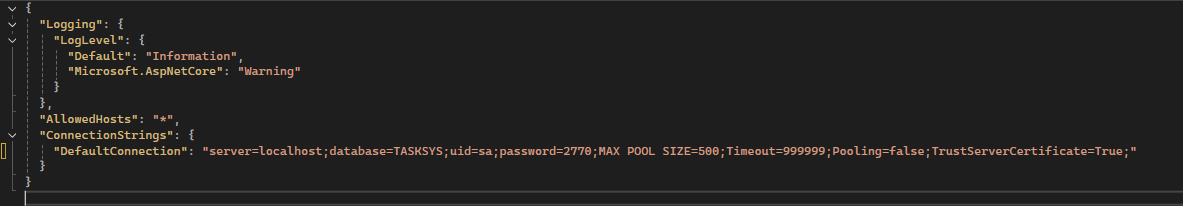 {
"Logging": {
"LogLevel": {
"Default": "Information",
"Microsoft.AspNetCore": "Warning"
}
},
"AllowedHosts": "*",
"ConnectionStrings": {
"DefaultConnection": "server=localhost;database=TASKSYS;uid=sa;password=2770;MAX POOL SIZE=500;Timeout=999999;Pooling=false;TrustServerCertificate=True;"
}
}